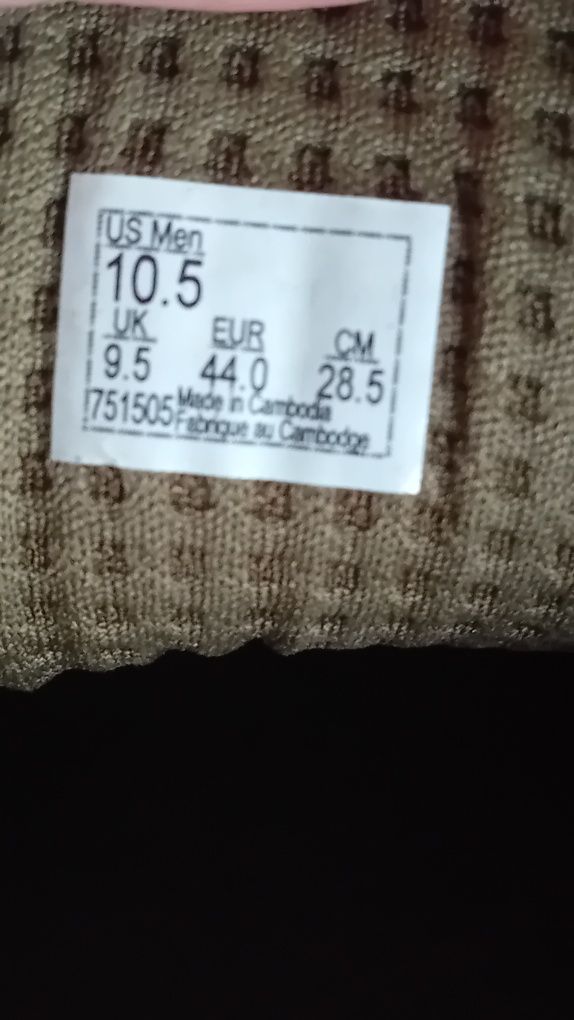 US Men
10.5
UK EUR CM
9.5 44.0 28.5
751505 Made in Cambodia
Fabrique au Cambodge